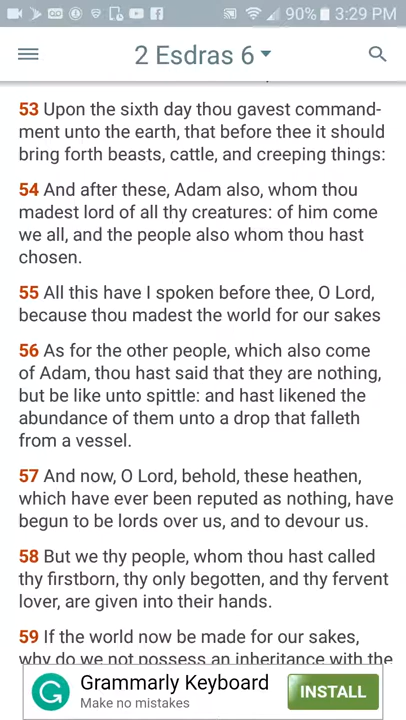 90% 3:29 PM
2 Esdras 6
53 Upon the sixth day thou gavest command-
ment unto the earth, that before thee it should
bring forth beasts, cattle, and creeping things:
54 And after these, Adam also, whom thou
madest lord of all thy creatures: of him come
we all, and the people also whom thou hast
chosen.
55 All this have I spoken before thee, O Lord,
because thou madest the world for our sakes
56 As for the other people, which also come
of Adam, thou hast said that they are nothing,
but be like unto spittle: and hast likened the
abundance of them unto a drop that falleth
from a vessel.
57 And now, O Lord, behold, these heathen,
which have ever been reputed as nothing, have
begun to be lords over us, and to devour us.
58 But we thy people, whom thou hast called
thy firstborn, thy only begotten, and thy fervent
lover, are given into their hands.
59 If the world now be made for our sakes,
why do we not possess an inheritance with the
Grammarly Keyboard
Make no mistakes
INSTALL